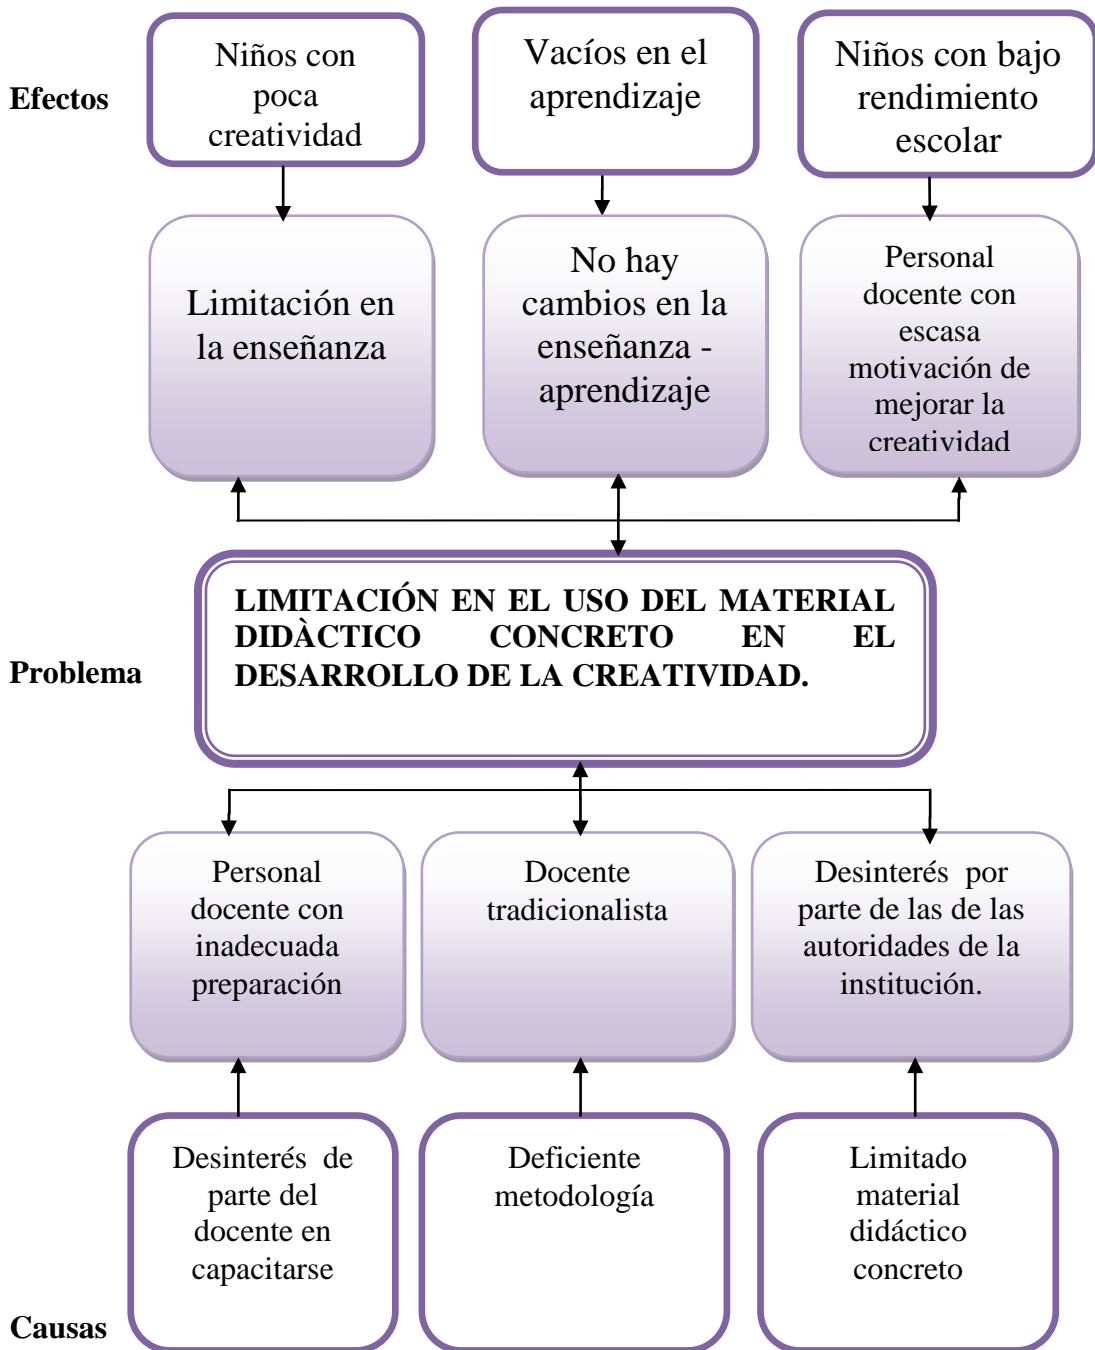 Efectos
Niños con
poca
creatividad
Vacíos en el
aprendizaje
Niños con bajo
rendimiento
escolar
Limitación en
la enseñanza
No hay
cambios en la
enseñanza -
aprendizaje
Personal
docente con
escasa
motivación de
mejorar la
creatividad
Problema
LIMITACIÓN EN EL USO DEL MATERIAL
DIDÀCTICO CONCRETO EN EL
DESARROLLO DE LA CREATIVIDAD.
Personal
docente con
inadecuada
preparación
Docente
tradicionalista
Desinterés por
parte de las de las
autoridades de la
institución.
Desinterés de
parte del
docente en
capacitarse
Deficiente
metodología
Limitado
material
didáctico
concreto
Causas